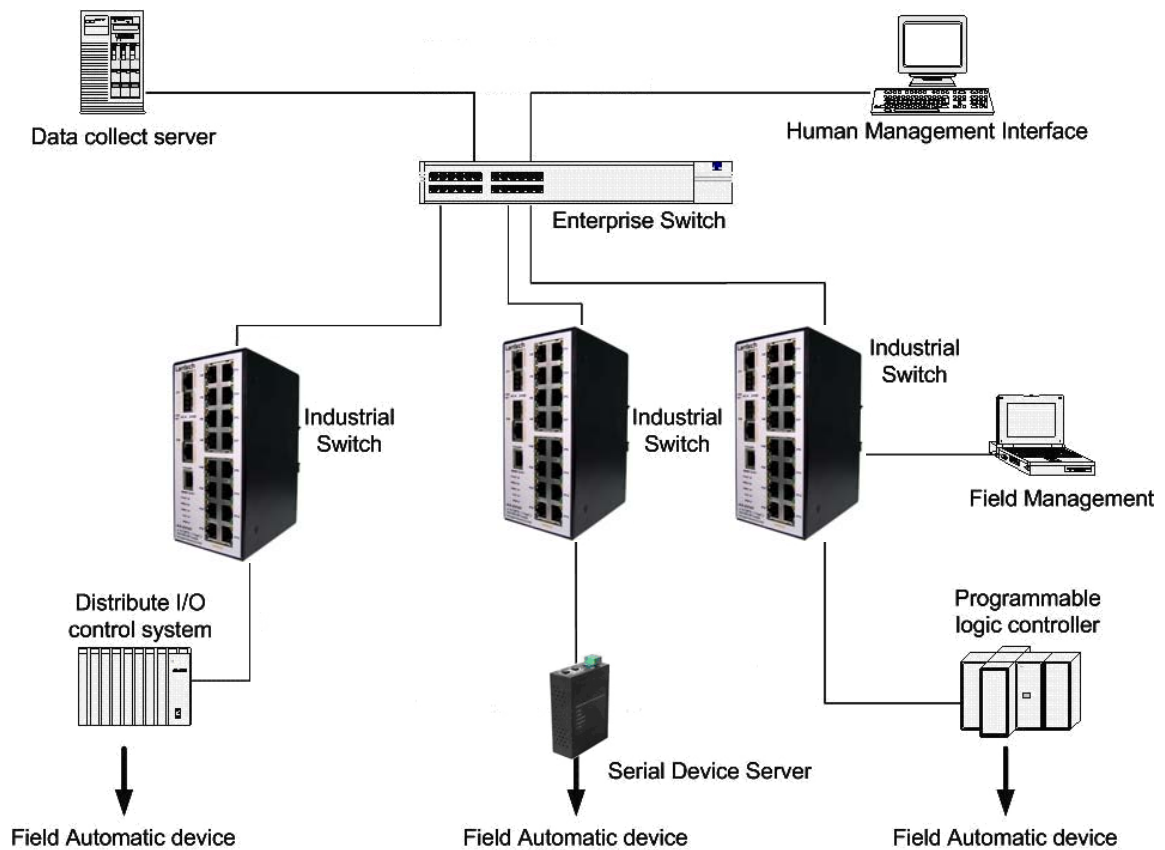 Data collect server
Human Management Interface
Enterprise Switch
Industrial
Switch
Industrial
Switch
Industrial
Switch
Field Management
Distribute I/O
control system
Programmable
logic controller
Serial Device Server
Field Automatic device
Field Automatic device
Field Automatic device